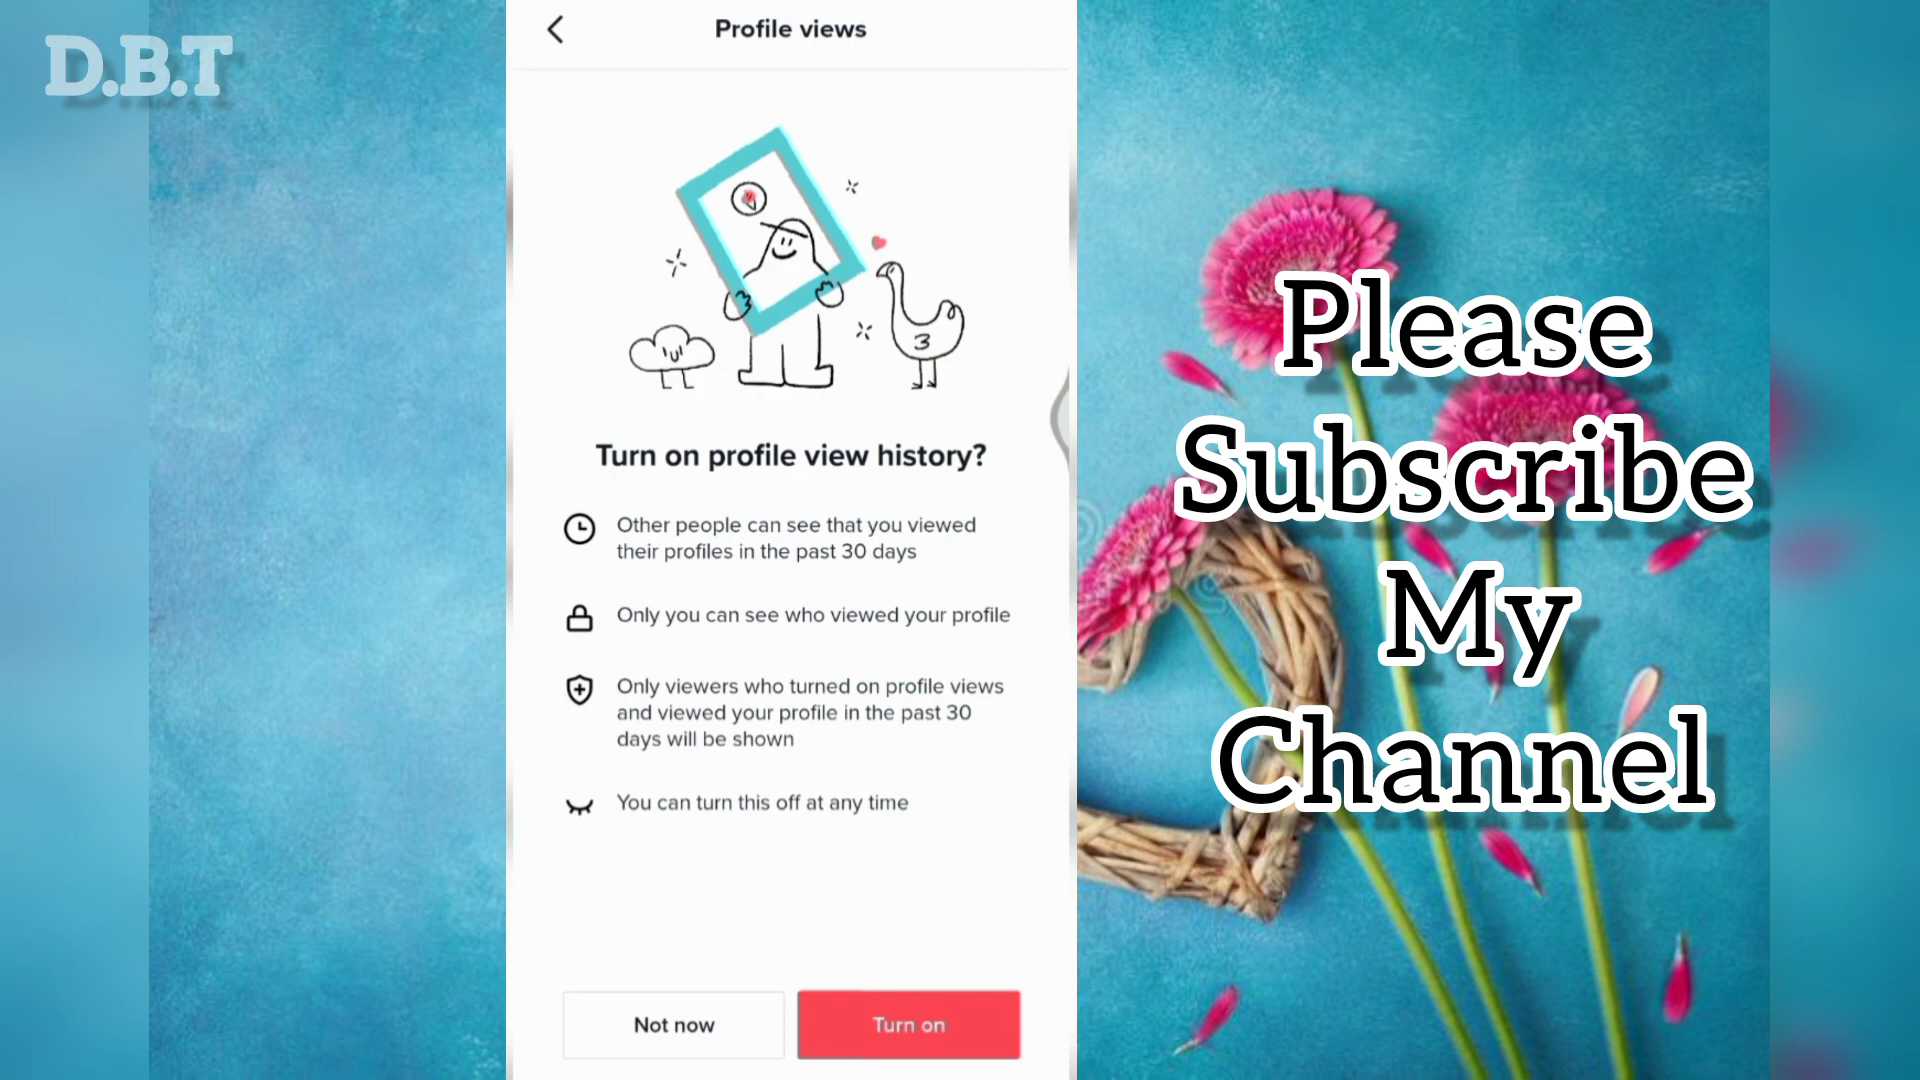 D.B.T
Profile views
3
Turn on profile view history?
Other people can see that you viewed
their profiles in the past 30 days
Only you can see who viewed your profile
Only viewers who turned on profile views
and viewed your profile in the past 30
days will be shown
You can turn this off at any time
Not now
Turn on
Please
Subscribe
My
Channel